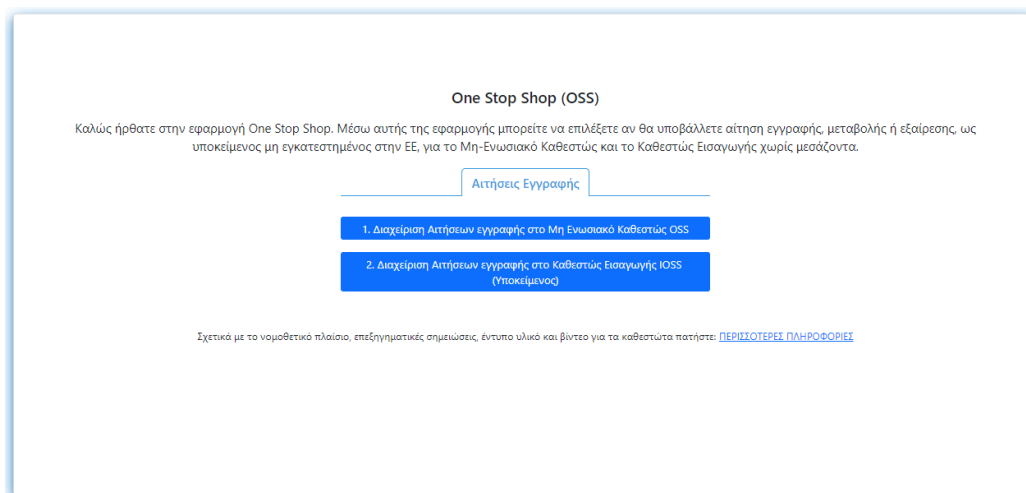 One Stop Shop (OSS)
Καλώς ήρθατε στην εφαρμογή One Stop Shop. Μέσω αυτής της εφαρμογής μπορείτε να επιλέξετε αν θα υποβάλλετε αίτηση εγγραφής, μεταβολής ή εξαίρεσης, ως
υποκείμενος μη εγκατεστημένος στην ΕΕ, για το Μη-Ενωσιακό Καθεστώς και το Καθεστώς Εισαγωγής χωρίς μεσάζοντα.
Αιτήσεις Εγγραφής
1. Διαχείριση Αιτήσεων εγγραφής στο Μη Ενωσιακό Καθεστώς OSS
2. Διαχείριση Αιτήσεων εγγραφής στο Καθεστώς Εισαγωγής IOSS
(Υποκείμενος)
Σχετικά με το νομοθετικό πλαίσιο, επεξηγηματικές σημειώσεις, έντυπο υλικό και βίντεο για τα καθεστώτα πατήστε: ΠΕΡΙΣΣΟΤΕΡΕΣ ΠΛΗΡΟΦΟΡΙΕΣ